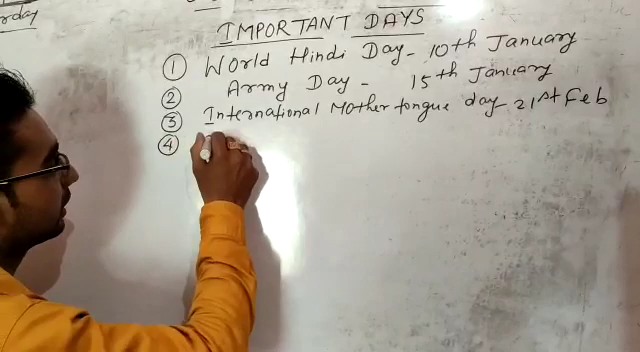 rday
IMPORTANT DAYS
1 World Hindi Day - 10th January
2 Army Day - 15th January
3 International Mother tongue day - 21st Feb
4